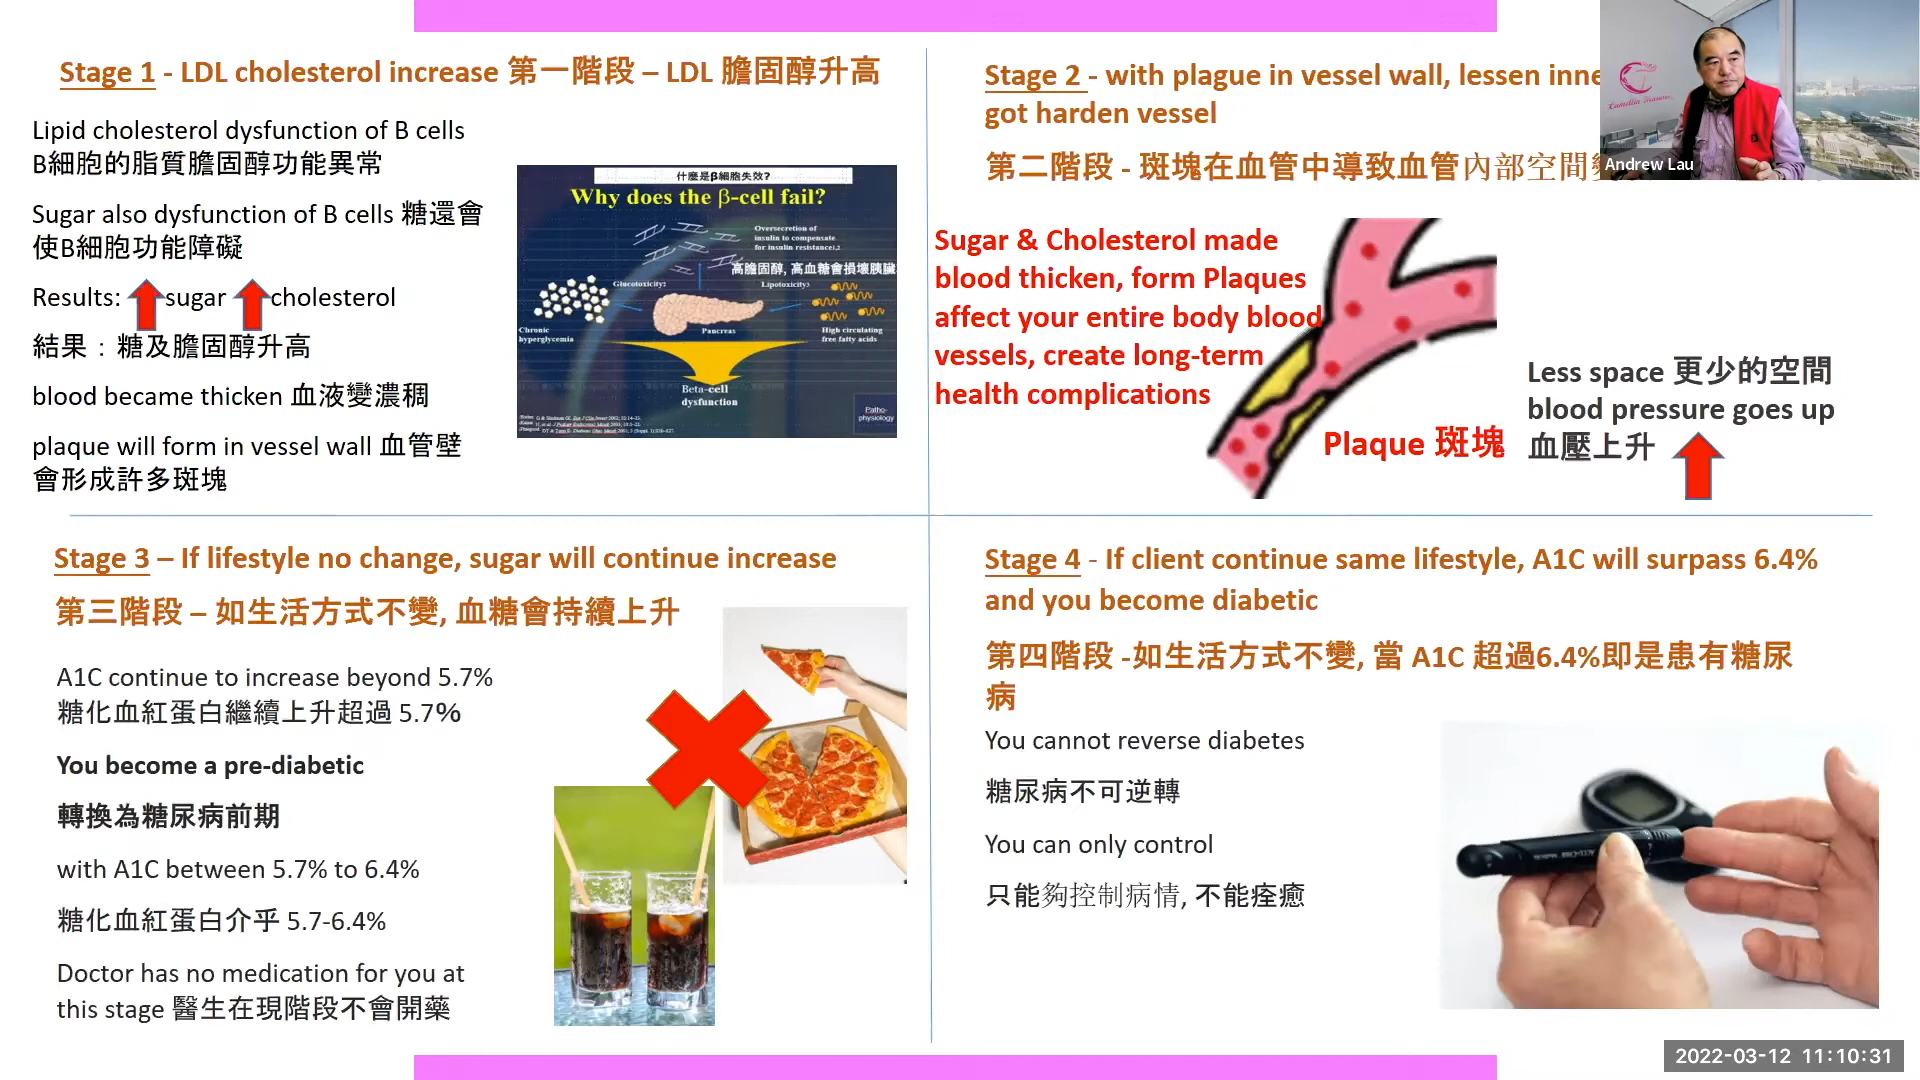 Stage 1 - LDL cholesterol increase 第一階段 – LDL 膽固醇升高
Lipid cholesterol dysfunction of B cells
B細胞的脂質膽固醇功能異常
Sugar also dysfunction of B cells 糖還會
使B細胞功能障礙
Results: sugar cholesterol
結果：糖及膽固醇升高
blood became thicken 血液變濃稠
plaque will form in vessel wall 血管壁
會形成許多斑塊
什麼是β細胞失效?
Why does the β-cell fail?
Oversecretion of
insulin to compensate
for insulin resistance1,2
高膽固醇, 高血糖會損壞胰臟
Glucotoxicity2
Lipotoxicity3
Chronic
hyperglycemia
Pancreas
High circulating
free fatty acids
Beta-cell
dysfunction
Patho-
physiology
Stage 2 - with plague in vessel wall, lessen inne
got harden vessel
第二階段 - 斑塊在血管中導致血管內部空間
Sugar & Cholesterol made
blood thicken, form Plaques
affect your entire body blood
vessels, create long-term
health complications
Plaque 斑塊
Less space 更少的空間
blood pressure goes up
血壓上升
Camellia Treasures
Andrew Lau
Stage 3 – If lifestyle no change, sugar will continue increase
第三階段 – 如生活方式不變, 血糖會持續上升
A1C continue to increase beyond 5.7%
糖化血紅蛋白繼續上升超過 5.7%
You become a pre-diabetic
轉換為糖尿病前期
with A1C between 5.7% to 6.4%
糖化血紅蛋白介乎 5.7-6.4%
Doctor has no medication for you at
this stage 醫生在現階段不會開藥
Stage 4 - If client continue same lifestyle, A1C will surpass 6.4%
and you become diabetic
第四階段 -如生活方式不變, 當 A1C 超過6.4%即是患有糖尿
病
You cannot reverse diabetes
糖尿病不可逆轉
You can only control
只能夠控制病情, 不能痊癒
2022-03-12 11:10:31